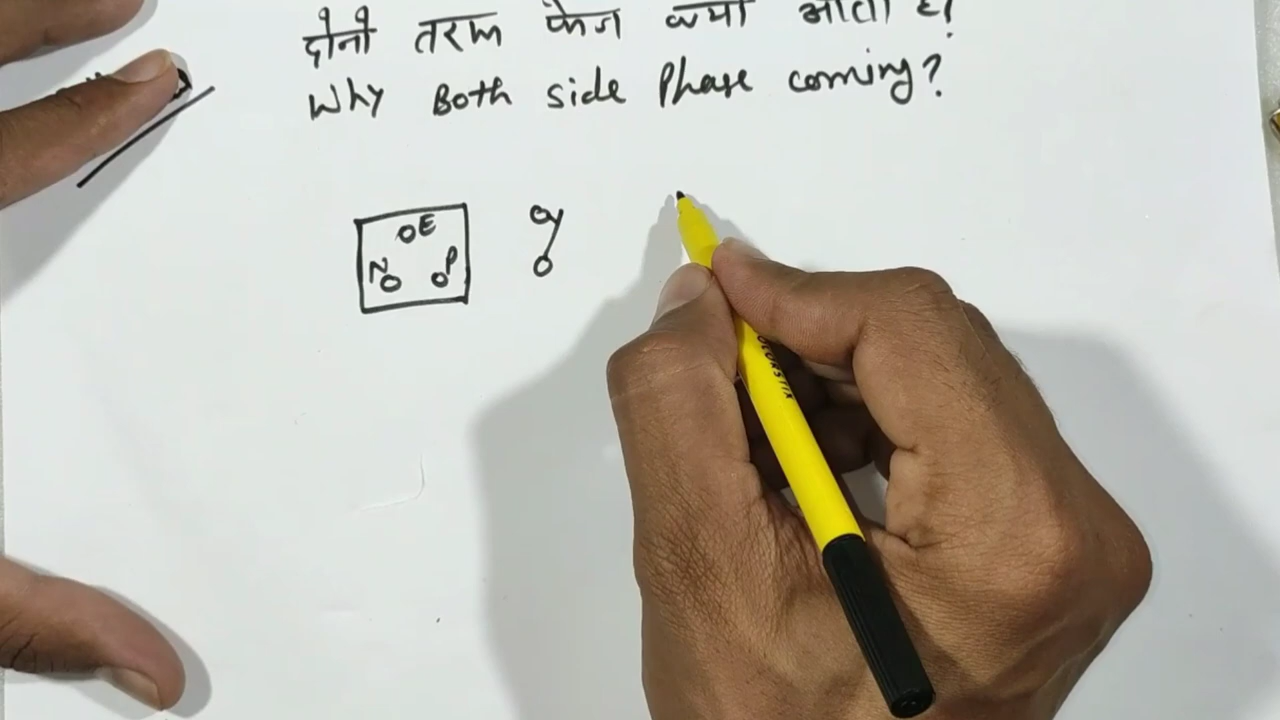 दोनों तरफ फेज क्यों आता है?
Why Both side Phase coming?
E
N
P